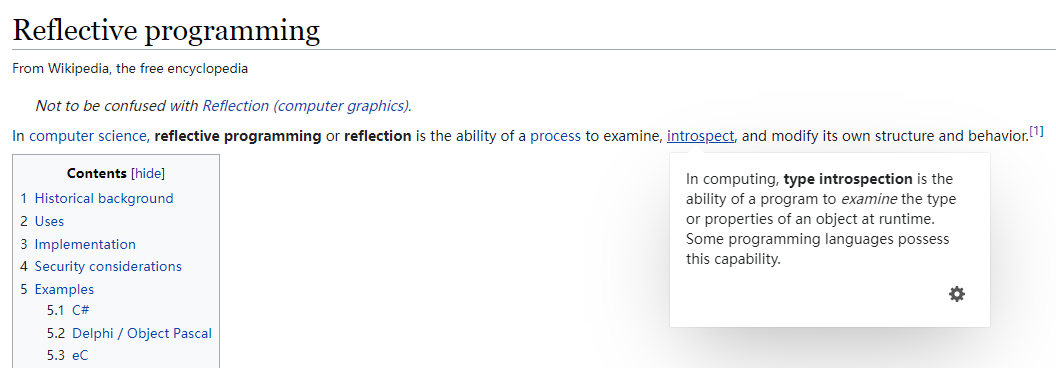 Reflective programming
From Wikipedia, the free encyclopedia
Not to be confused with Reflection (computer graphics).
In computer science, reflective programming or reflection is the ability of a process to examine, introspect, and modify its own structure and behavior.[1]
Contents [hide]
1 Historical background
2 Uses
3 Implementation
4 Security considerations
5 Examples
5.1 C#
5.2 Delphi / Object Pascal
5.3 eC
In computing, type introspection is the
ability of a program to examine the type
or properties of an object at runtime.
Some programming languages possess
this capability.